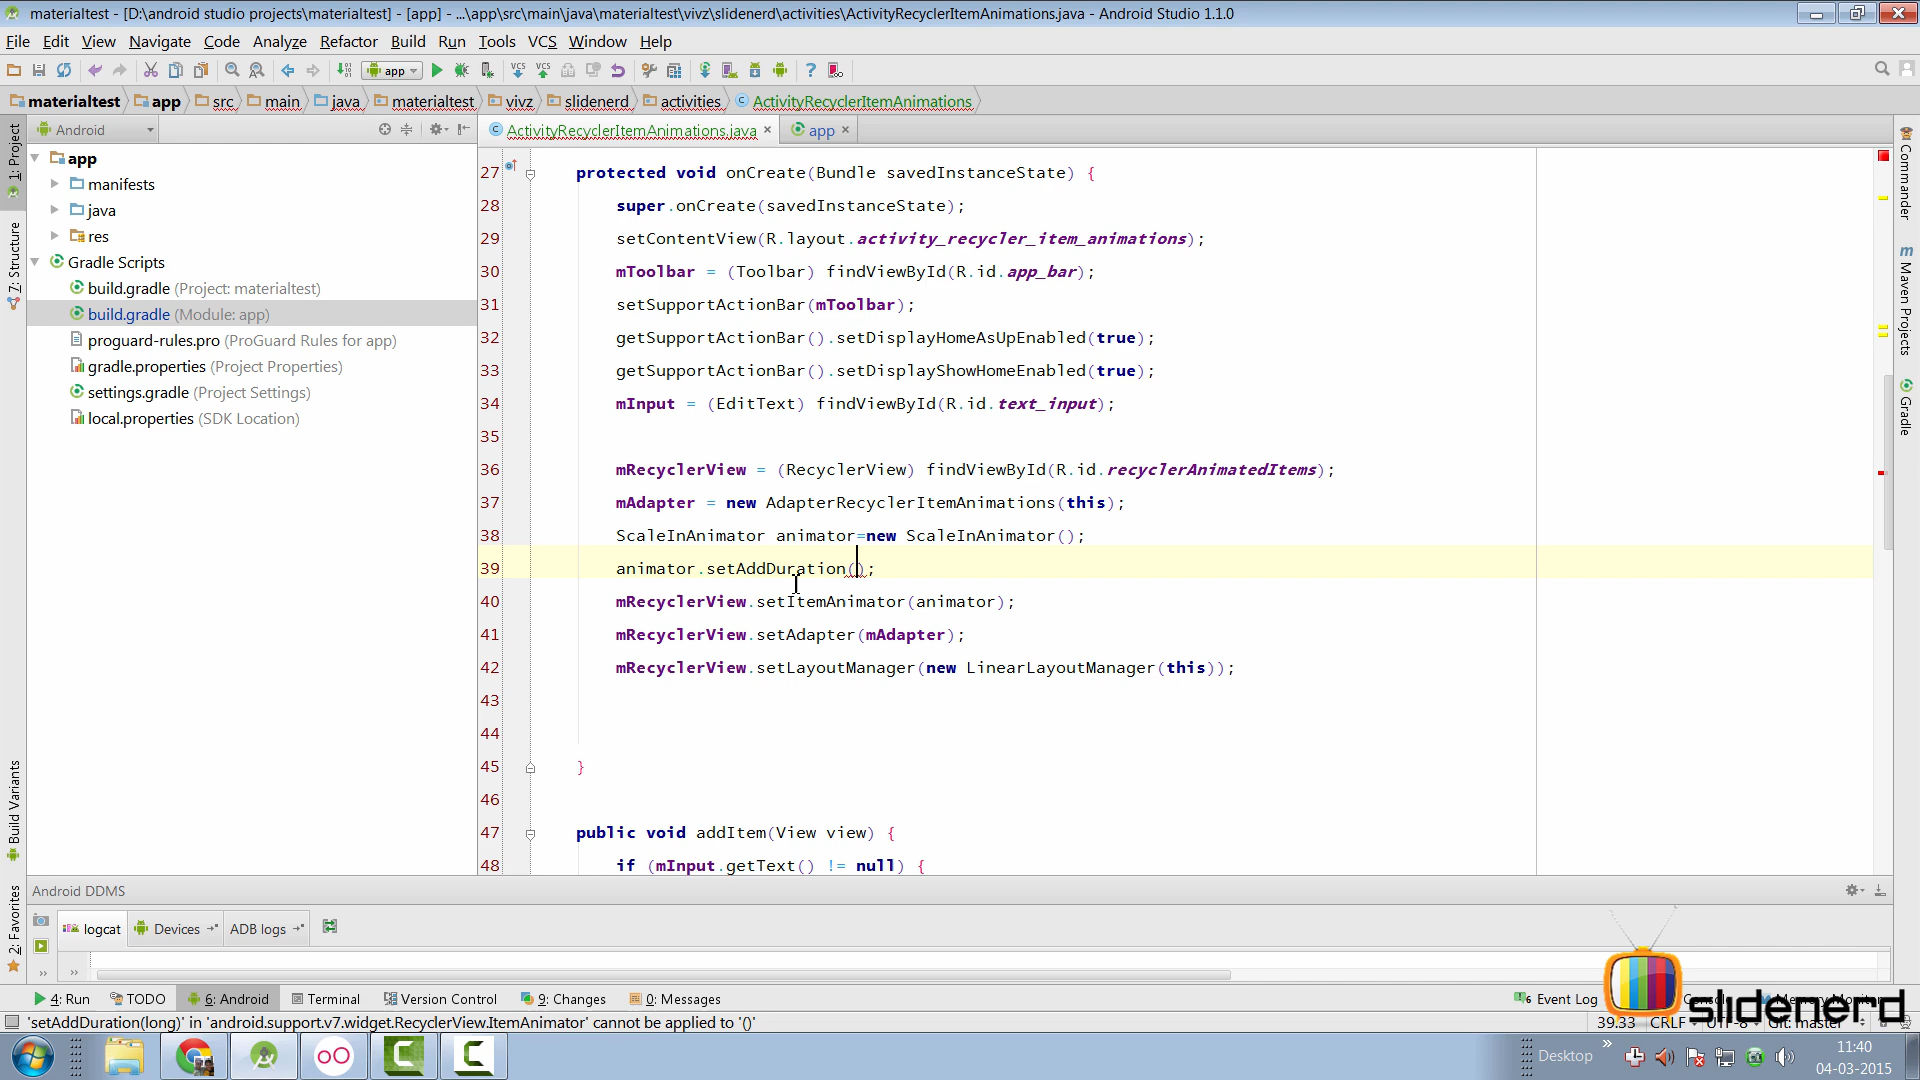 materialtest - [D:\android studio projects\materialtest] - [app] - ...\app\src\main\java\materialtest\vivz\slidenerd\activities\ActivityRecyclerItemAnimations.java - Android Studio 1.1.0
File Edit View Navigate Code Analyze Refactor Build Run Tools VCS Window Help
app
materialtest app src main java materialtest vivz slidenerd activities ActivityRecyclerItemAnimations
Android
ActivityRecyclerItemAnimations.java app
1: Project
7: Structure
Build Variants
2: Favorites
app
manifests
java
res
Gradle Scripts
build.gradle (Project: materialtest)
build.gradle (Module: app)
proguard-rules.pro (ProGuard Rules for app)
gradle.properties (Project Properties)
settings.gradle (Project Settings)
local.properties (SDK Location)
27 protected void onCreate(Bundle savedInstanceState) {
28 super.onCreate(savedInstanceState);
29 setContentView(R.layout.activity_recycler_item_animations);
30 mToolbar = (Toolbar) findViewById(R.id.app_bar);
31 setSupportActionBar(mToolbar);
32 getSupportActionBar().setDisplayHomeAsUpEnabled(true);
33 getSupportActionBar().setDisplayShowHomeEnabled(true);
34 mInput = (EditText) findViewById(R.id.text_input);
35
36 mRecyclerView = (RecyclerView) findViewById(R.id.recyclerAnimatedItems);
37 mAdapter = new AdapterRecyclerItemAnimations(this);
38 ScaleInAnimator animator=new ScaleInAnimator();
39 animator.setAddDuration();
40 mRecyclerView.setItemAnimator(animator);
41 mRecyclerView.setAdapter(mAdapter);
42 mRecyclerView.setLayoutManager(new LinearLayoutManager(this));
43
44
45 }
46
47 public void addItem(View view) {
48 if (mInput.getText() != null) {
Commander
Maven Projects
Gradle
Android DDMS
logcat Devices ADB logs
4: Run TODO 6: Android Terminal Version Control 9: Changes 0: Messages 6 Event Log Console Memory Monitor
slidenerd
'setAddDuration(long)' in 'android.support.v7.widget.RecyclerView.ItemAnimator' cannot be applied to '()' 39:33 CRLF UTF-8 Git: master
Desktop
11:40
04-03-2015